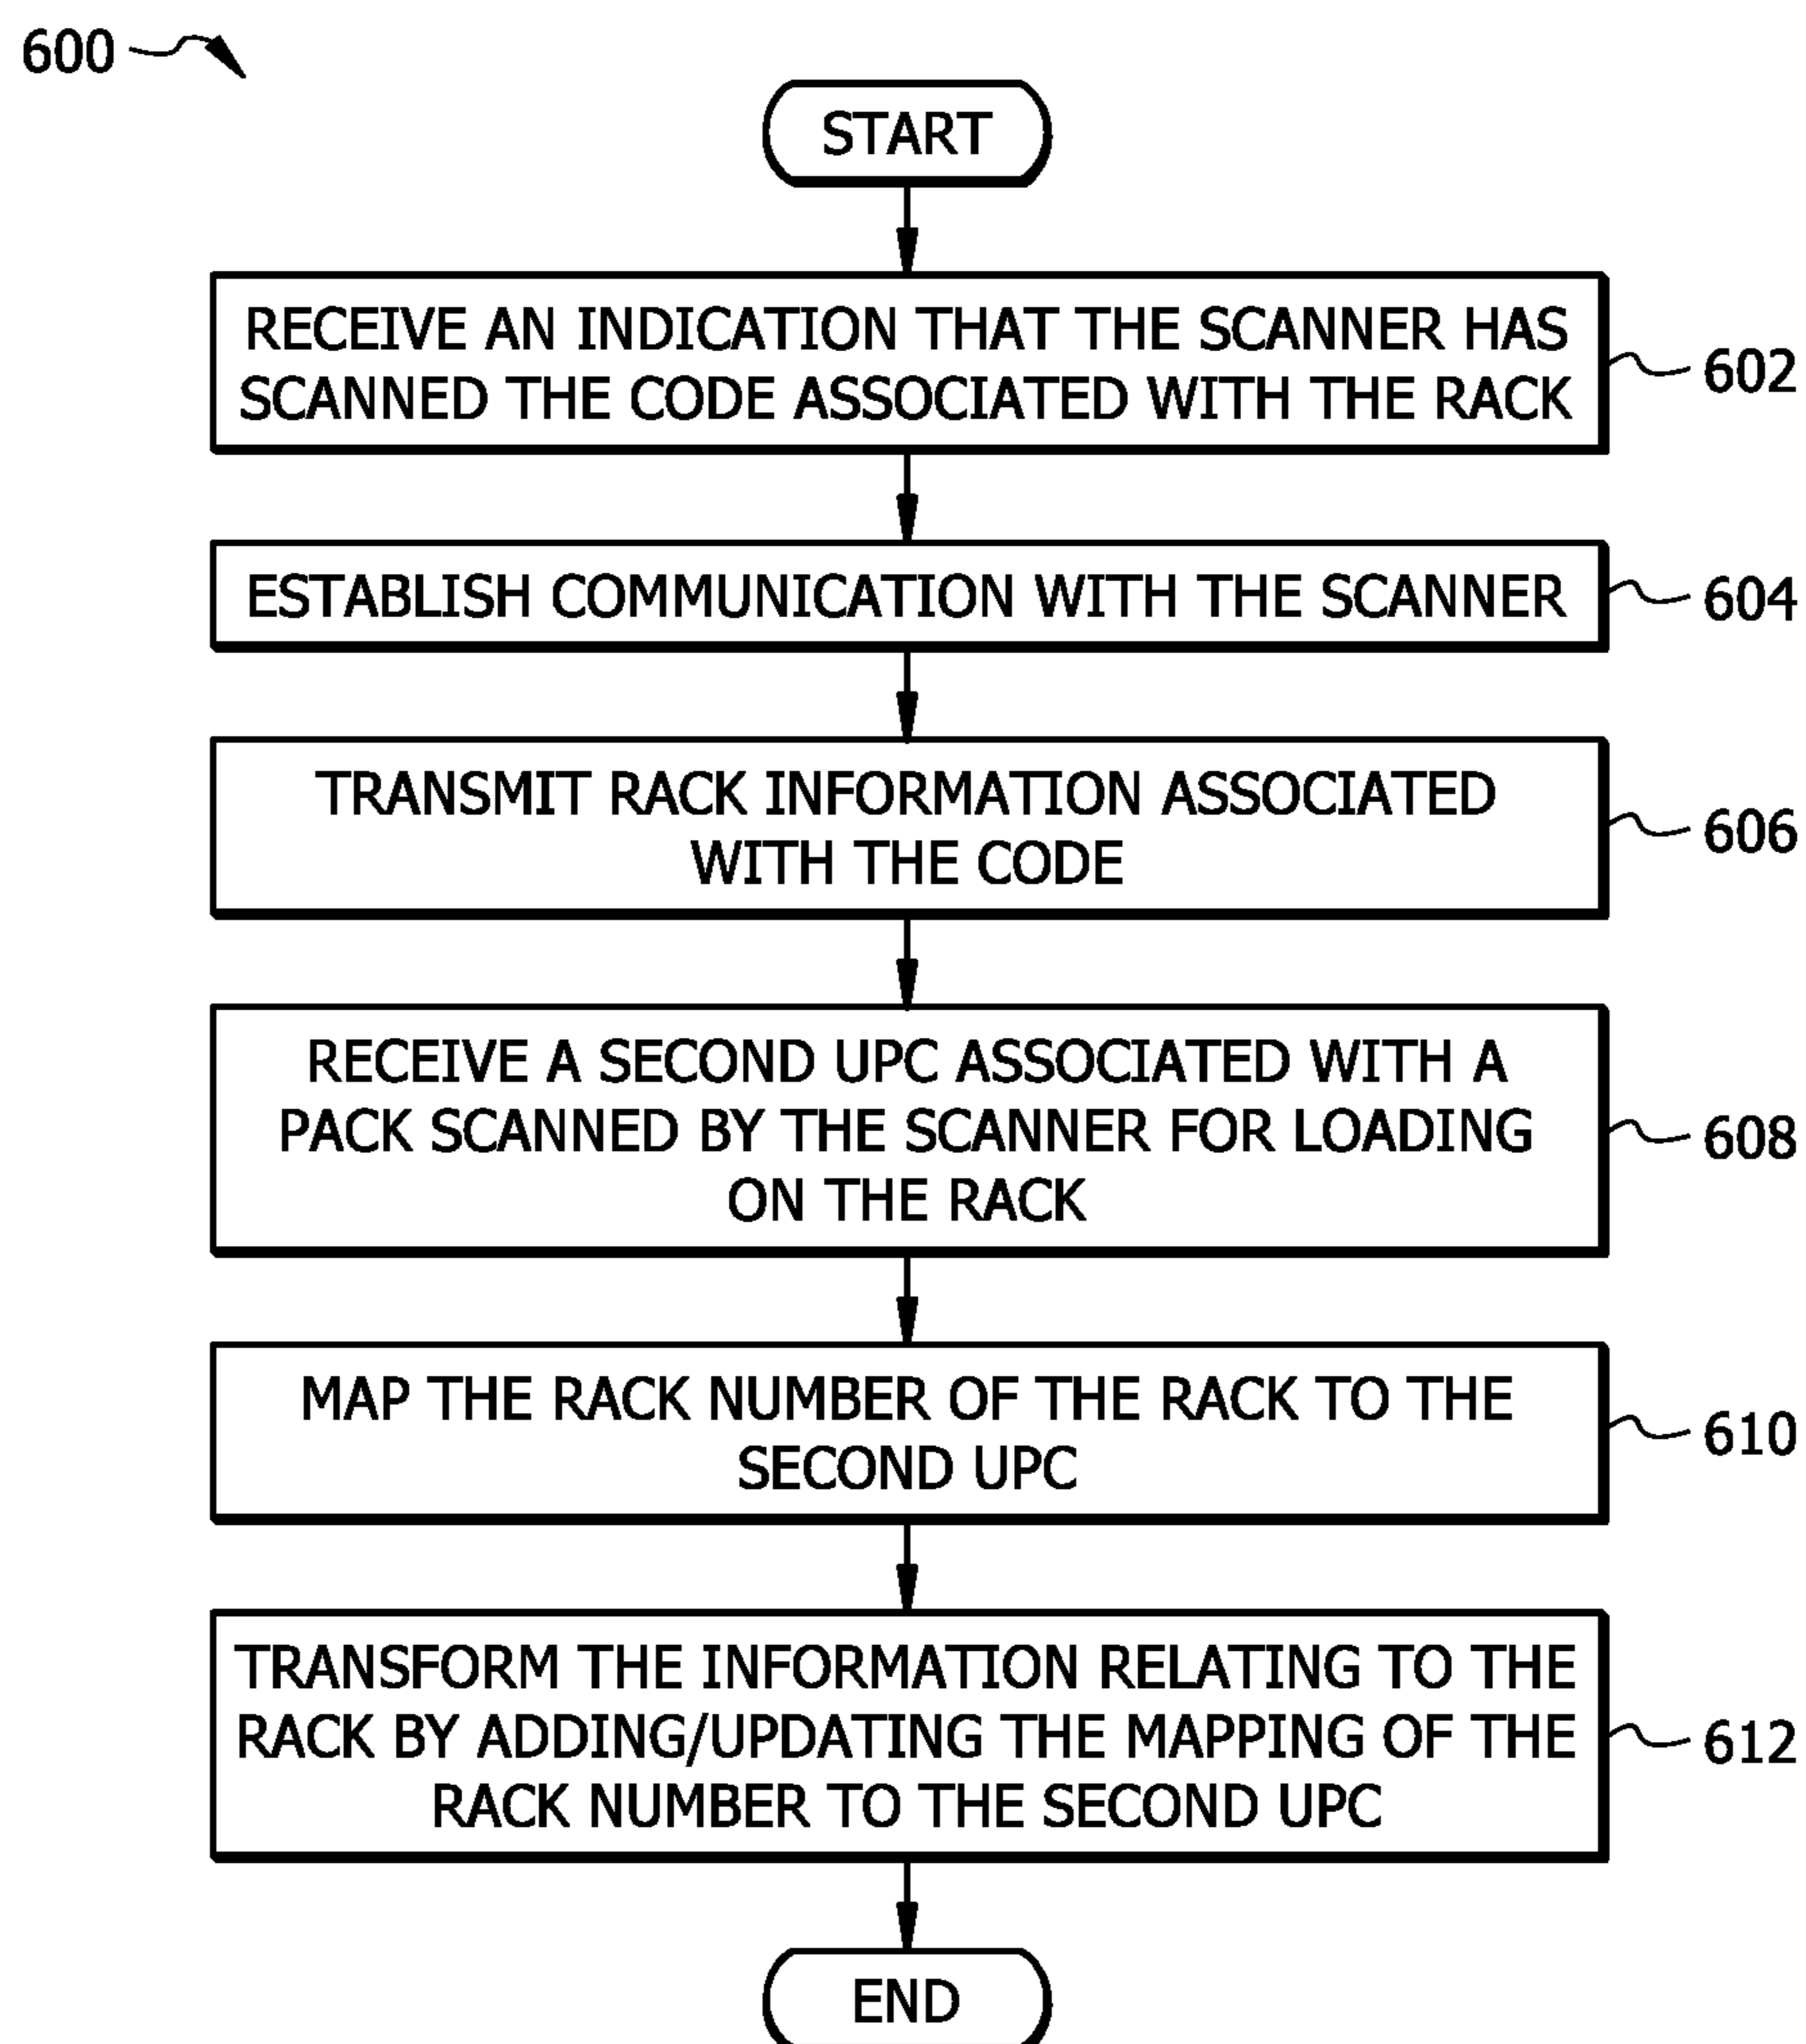 600
START
RECEIVE AN INDICATION THAT THE SCANNER HAS
SCANNED THE CODE ASSOCIATED WITH THE RACK
602
ESTABLISH COMMUNICATION WITH THE SCANNER
604
TRANSMIT RACK INFORMATION ASSOCIATED
WITH THE CODE
606
RECEIVE A SECOND UPC ASSOCIATED WITH A
PACK SCANNED BY THE SCANNER FOR LOADING
ON THE RACK
608
MAP THE RACK NUMBER OF THE RACK TO THE
SECOND UPC
610
TRANSFORM THE INFORMATION RELATING TO THE
RACK BY ADDING/UPDATING THE MAPPING OF THE
RACK NUMBER TO THE SECOND UPC
612
END